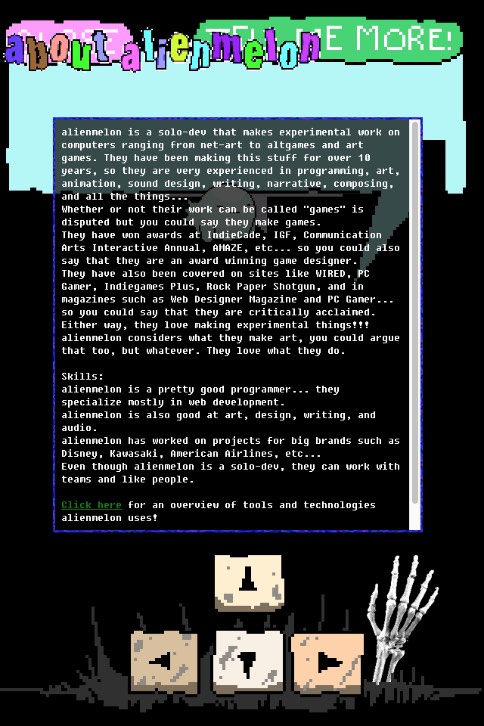 TELL ME MORE!
about alienmelon
alienmelon is a solo-dev that makes experimental work on
computers ranging from net-art to altgames and art
games. They have been making this stuff for over 10
years, so they are very experienced in programming, art,
animation, sound design, writing, narrative, composing,
and all the things...
Whether or not their work can be called "games" is
disputed but you could say they make games.
They have won awards at IndieCade, IGF, Communication
Arts Interactive Annual, AMAZE, etc... so you could also
say that they are an award winning game designer.
They have also been covered on sites like WIRED, PC
Gamer, Indiegames Plus, Rock Paper Shotgun, and in
magazines such as Web Designer Magazine and PC Gamer...
so you could say that they are critically acclaimed.
Either way, they love making experimental things!!!
alienmelon considers what they make art, you could argue
that too, but whatever. They love what they do.
Skills:
alienmelon is a pretty good programmer... they
specialize mostly in web development.
alienmelon is also good at art, design, writing, and
audio.
alienmelon has worked on projects for big brands such as
Disney, Kawasaki, American Airlines, etc...
Even though alienmelon is a solo-dev, they can work with
teams and like people.
Click here for an overview of tools and technologies
alienmelon uses!